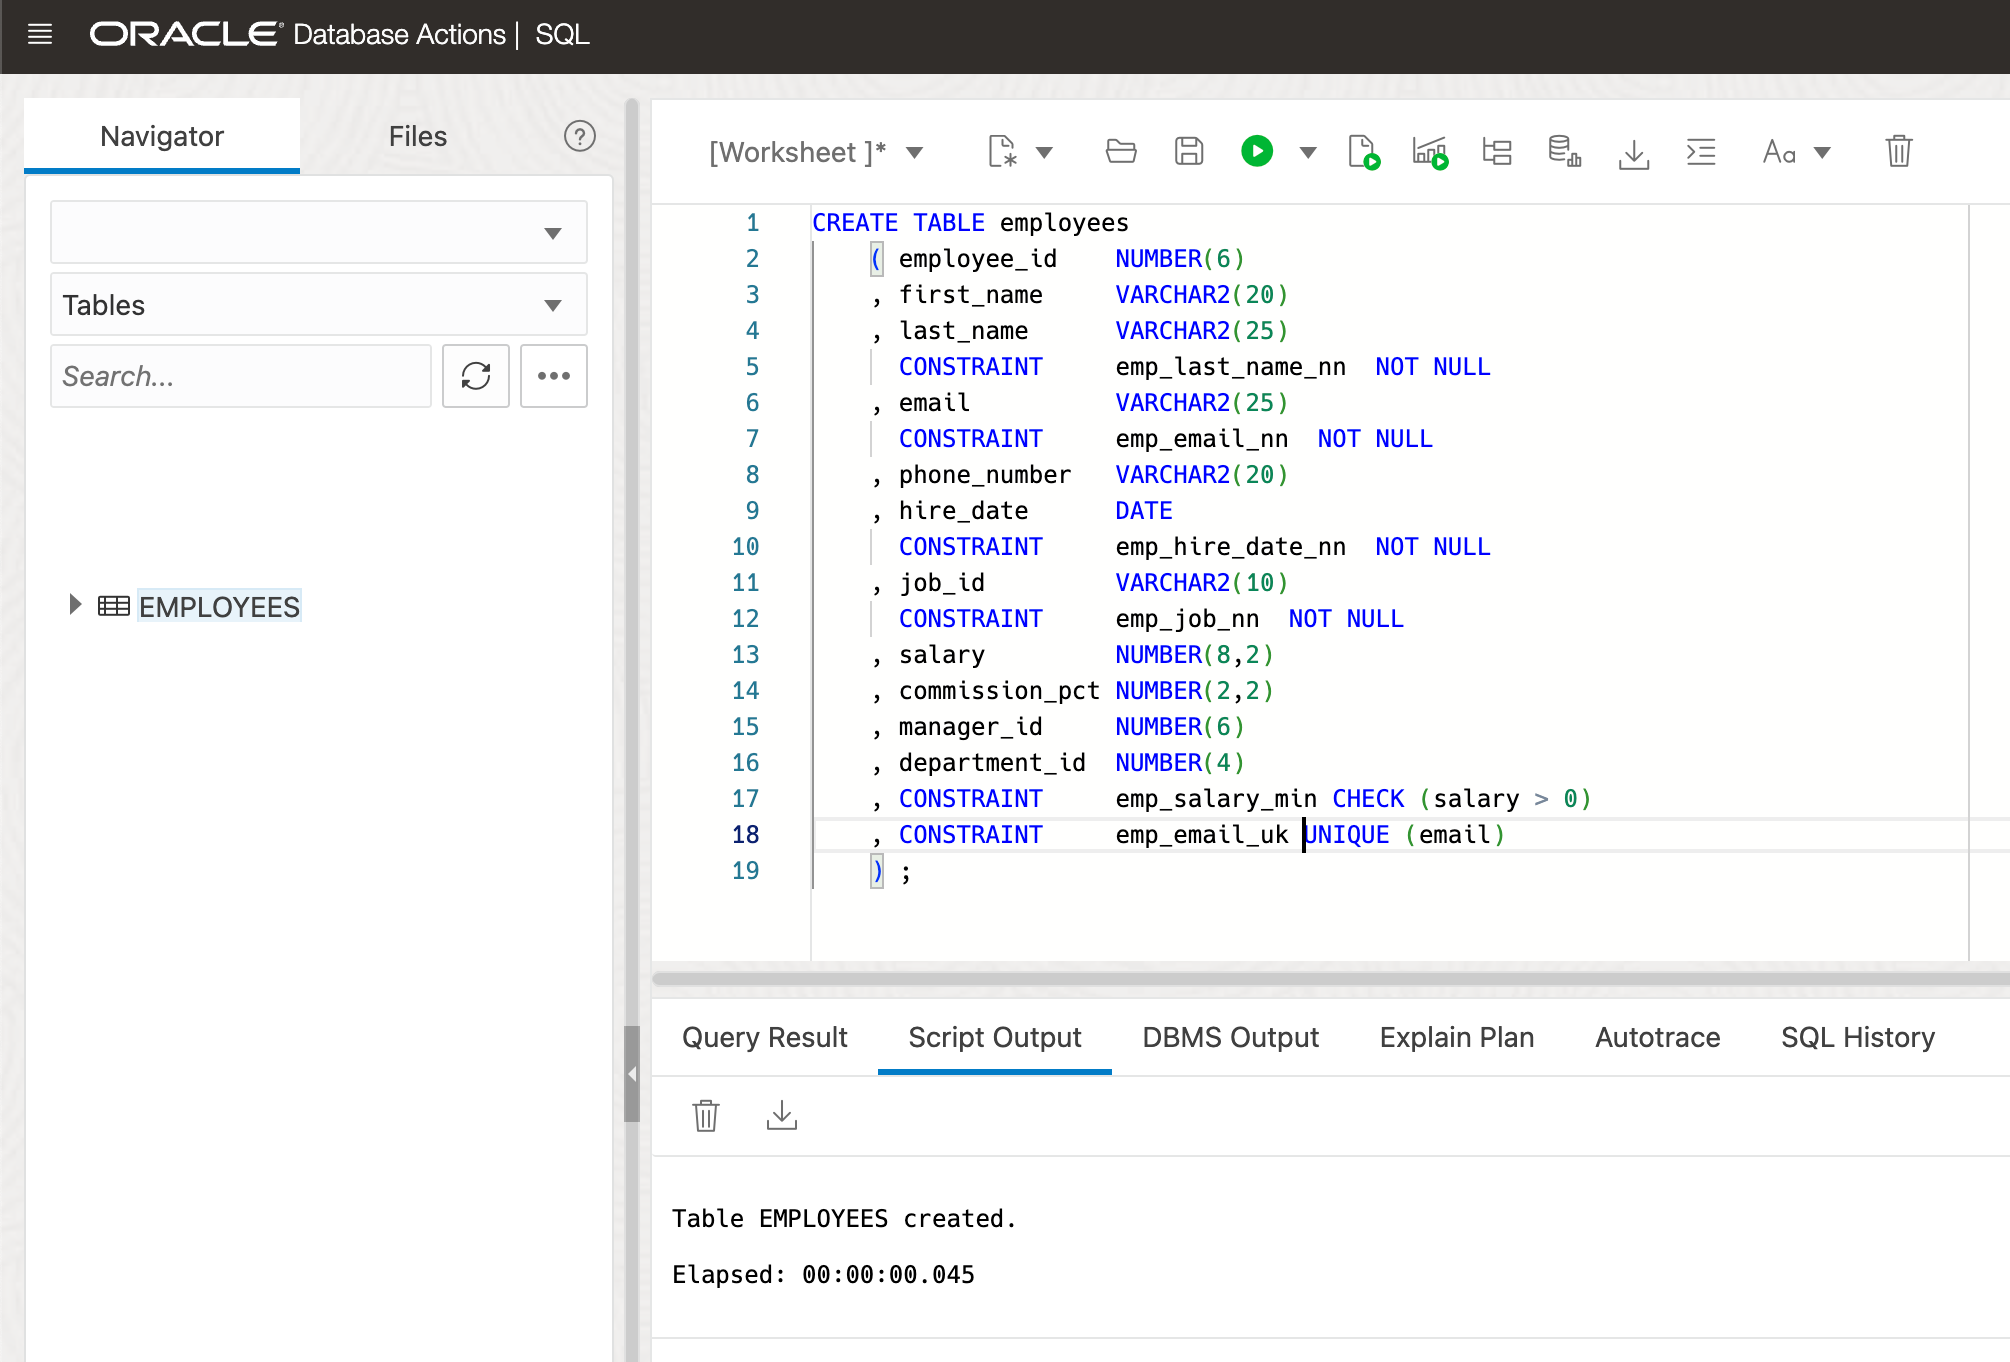 ORACLE Database Actions | SQL
Navigator
Files
?
Tables
Search...
EMPLOYEES
[Worksheet ]*
Aa
1 CREATE TABLE employees
2 ( employee_id NUMBER(6)
3 , first_name VARCHAR2(20)
4 , last_name VARCHAR2(25)
5 CONSTRAINT emp_last_name_nn NOT NULL
6 , email VARCHAR2(25)
7 CONSTRAINT emp_email_nn NOT NULL
8 , phone_number VARCHAR2(20)
9 , hire_date DATE
10 CONSTRAINT emp_hire_date_nn NOT NULL
11 , job_id VARCHAR2(10)
12 CONSTRAINT emp_job_nn NOT NULL
13 , salary NUMBER(8,2)
14 , commission_pct NUMBER(2,2)
15 , manager_id NUMBER(6)
16 , department_id NUMBER(4)
17 , CONSTRAINT emp_salary_min CHECK (salary > 0)
18 , CONSTRAINT emp_email_uk UNIQUE (email)
19 ) ;
Query Result
Script Output
DBMS Output
Explain Plan
Autotrace
SQL History
Table EMPLOYEES created.
Elapsed: 00:00:00.045